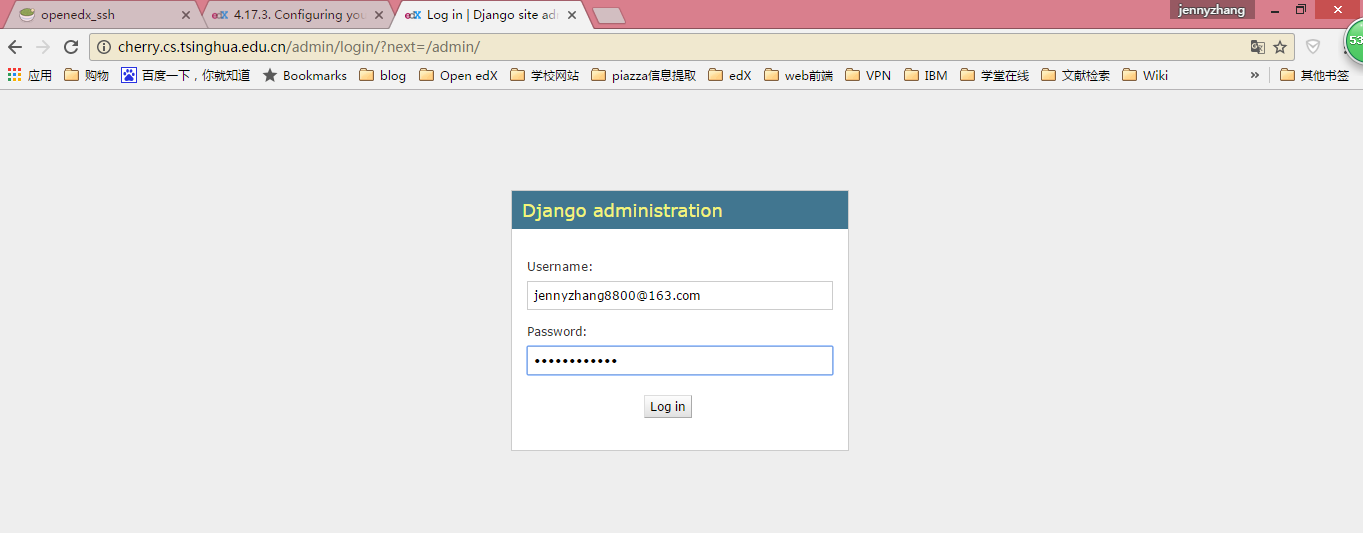 openedx_ssh
edX 4.17.3. Configuring you
edX Log in | Django site ad
jennyzhang
cherry.cs.tsinghua.edu.cn/admin/login/?next=/admin/
53
应用 购物 百度一下，你就知道 Bookmarks blog Open edX 学校网站 piazza信息提取 edX web前端 VPN IBM 学堂在线 文献检索 Wiki » 其他书签
Django administration
Username:
jennyzhang8800@163.com
Password:
••••••••••••
Log in